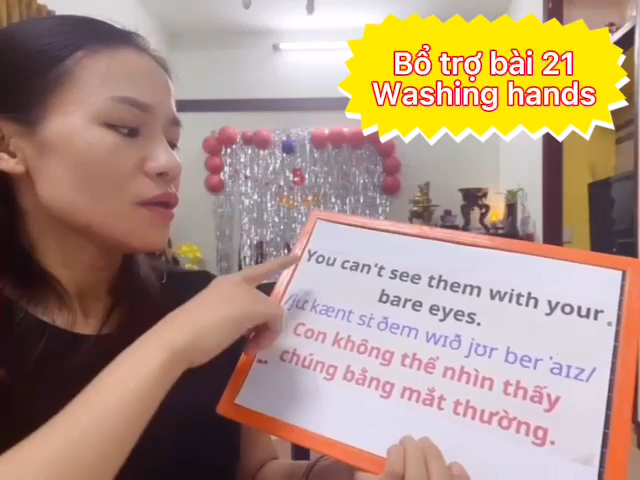 Bổ trợ bài 21
Washing hands
You can't see them with your
bare eyes.
/juː kænt siː ðem wɪð jʊr ber ˈaɪz/
Con không thể nhìn thấy
chúng bằng mắt thường.